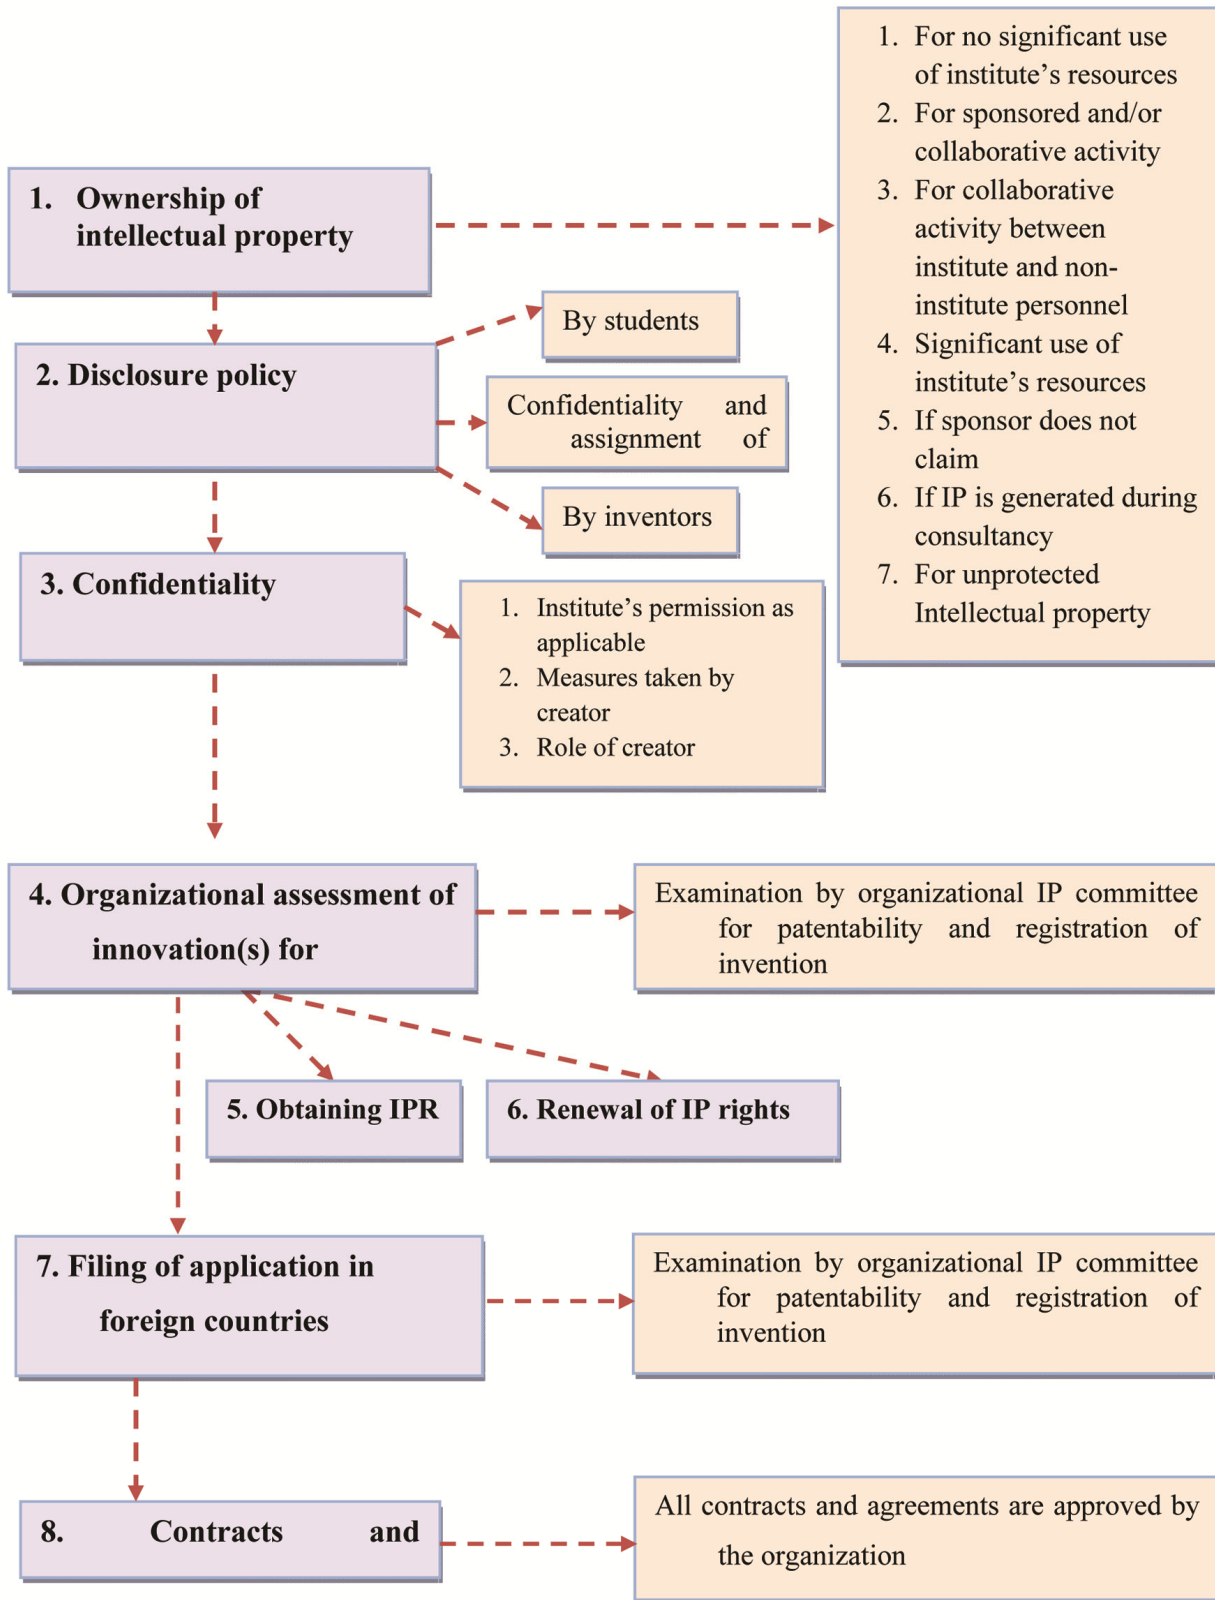 1. Ownership of
intellectual property
1. For no significant use
of institute's resources
2. For sponsored and/or
collaborative activity
3. For collaborative
activity between
institute and non-
institute personnel
4. Significant use of
institute's resources
5. If sponsor does not
claim
6. If IP is generated during
consultancy
7. For unprotected
Intellectual property
2. Disclosure policy
By students
Confidentiality and
assignment of
By inventors
3. Confidentiality
1. Institute's permission as
applicable
2. Measures taken by
creator
3. Role of creator
4. Organizational assessment of
innovation(s) for
Examination by organizational IP committee
for patentability and registration of
invention
5. Obtaining IPR
6. Renewal of IP rights
7. Filing of application in
foreign countries
Examination by organizational IP committee
for patentability and registration of
invention
8. Contracts and
All contracts and agreements are approved by
the organization